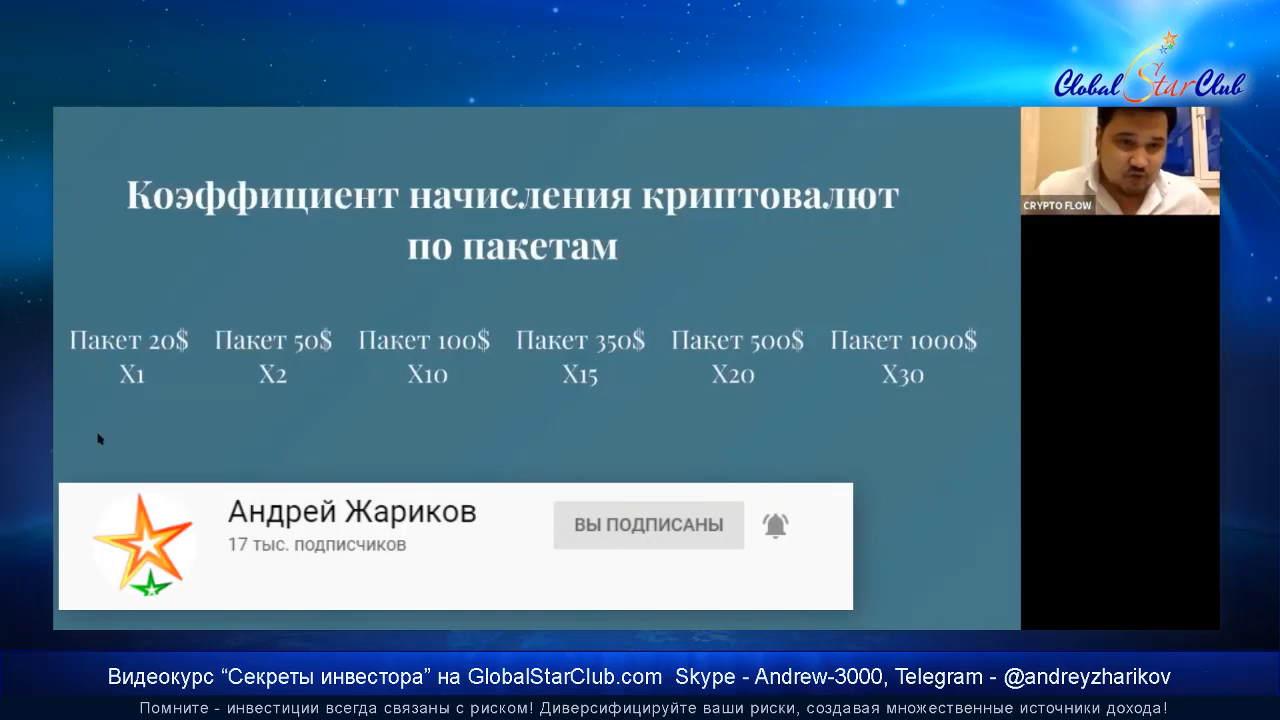 Global Star Club
Коэффициент начисления криптовалют
по пакетам
Пакет 20$ Пакет 50$ Пакет 100$ Пакет 350$ Пакет 500$ Пакет 1000$
X1 X2 X10 X15 X20 X30
CRYPTO FLOW
Андрей Жариков
17 тыс. подписчиков
ВЫ ПОДПИСАНЫ
Видеокурс “Секреты инвестора” на GlobalStarClub.com Skype - Andrew-3000, Telegram - @andreyzharikov
Помните - инвестиции всегда связаны с риском! Диверсифицируйте ваши риски, создавая множественные источники дохода!